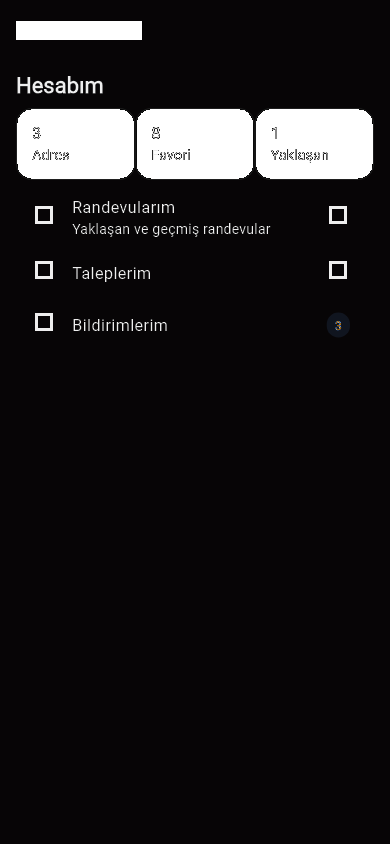 Hesabım
3
Adres
8
Favori
1
Yaklaşan
Randevularım
Yaklaşan ve geçmiş randevular
Taleplerim
Bildirimlerim
3